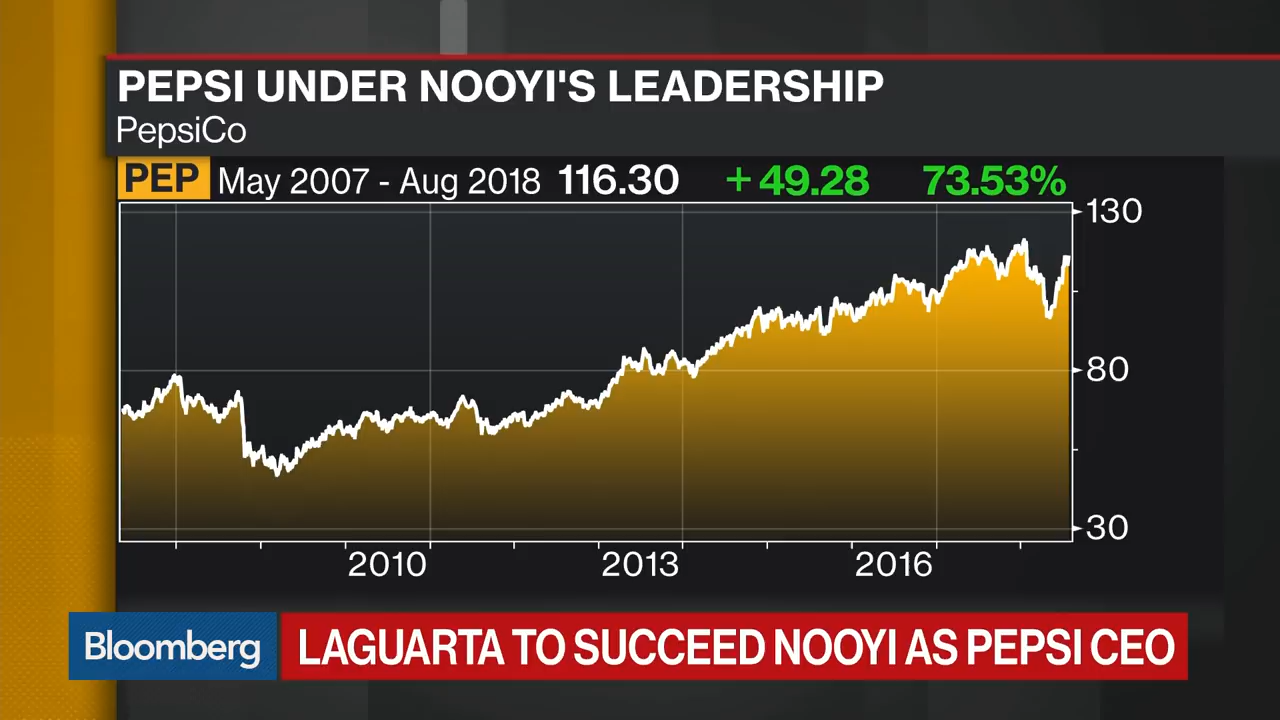 PEPSI UNDER NOOYI'S LEADERSHIP
PepsiCo
PEP May 2007 - Aug 2018 116.30 + 49.28 73.53%
130
80
30
2010 2013 2016
Bloomberg LAGUARTA TO SUCCEED NOOYI AS PEPSI CEO